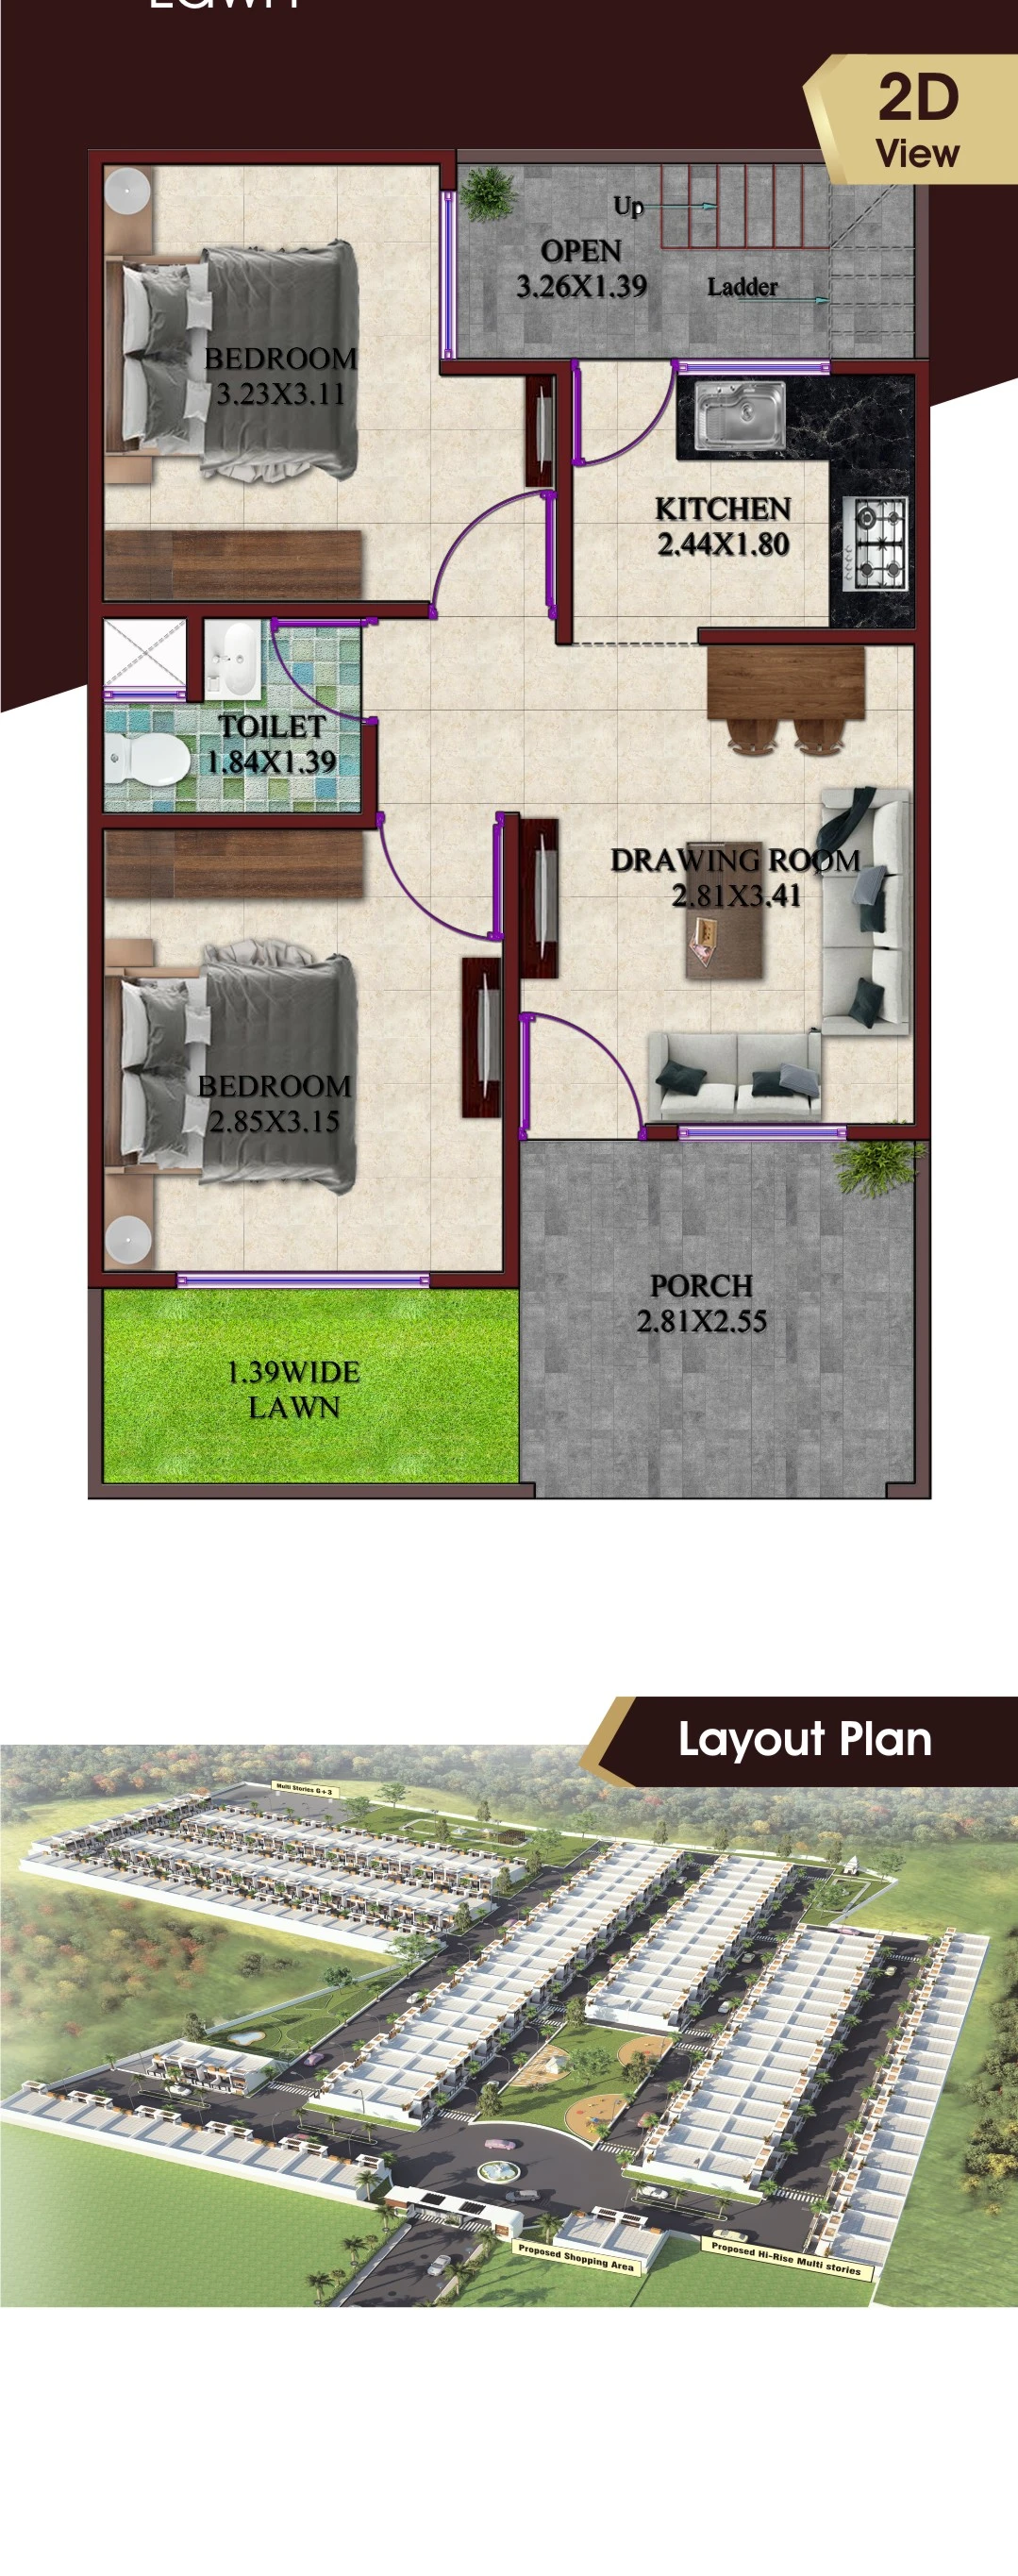 LAWN
2D
View
Up
OPEN
3.26X1.39
Ladder
BEDROOM
3.23X3.11
KITCHEN
2.44X1.80
TOILET
1.84X1.39
DRAWING ROOM
2.81X3.41
BEDROOM
2.85X3.15
PORCH
2.81X2.55
1.39WIDE
LAWN
Layout Plan
Multi Stories G+3
Proposed Shopping Area
Proposed Hi-Rise Multi stories